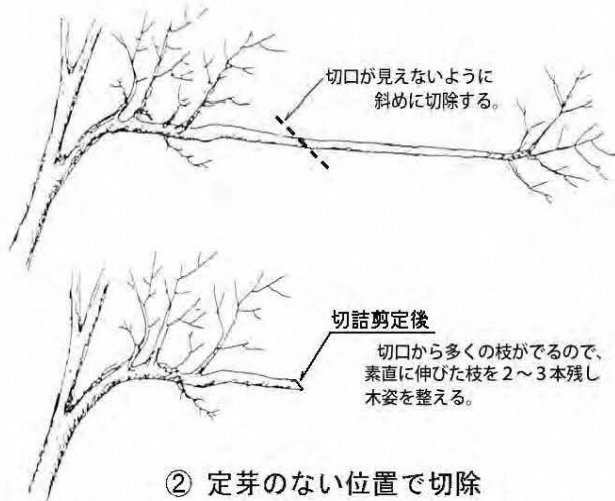 切口が見えないように
斜めに切除する。
切詰剪定後
切口から多くの枝がでるので、
素直に伸びた枝を２～３本残し
木姿を整える。
② 定芽のない位置で切除